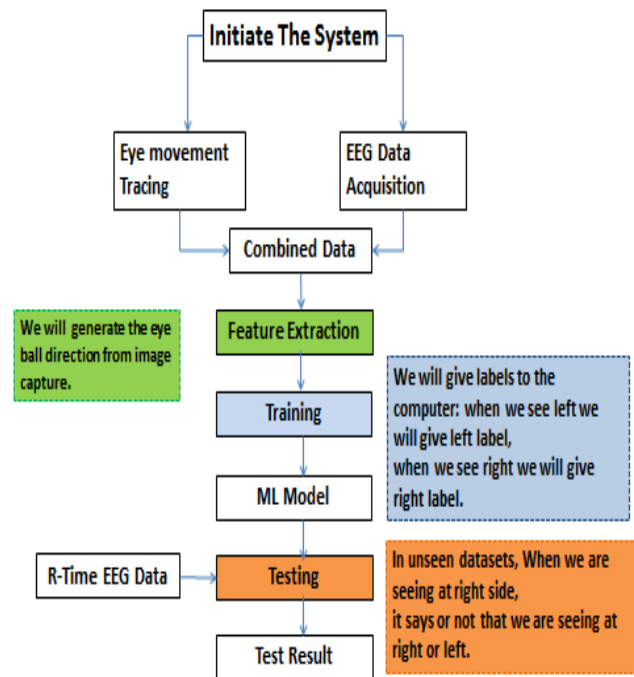 Initiate The System
Eye movement
Tracing
EEG Data
Acquisition
Combined Data
We will generate the eye
ball direction from image
capture.
Feature Extraction
We will give labels to the
computer: when we see left we
will give left label,
when we see right we will give
right label.
Training
ML Model
R-Time EEG Data
Testing
In unseen datasets, When we are
seeing at right side,
it says or not that we are seeing at
right or left.
Test Result